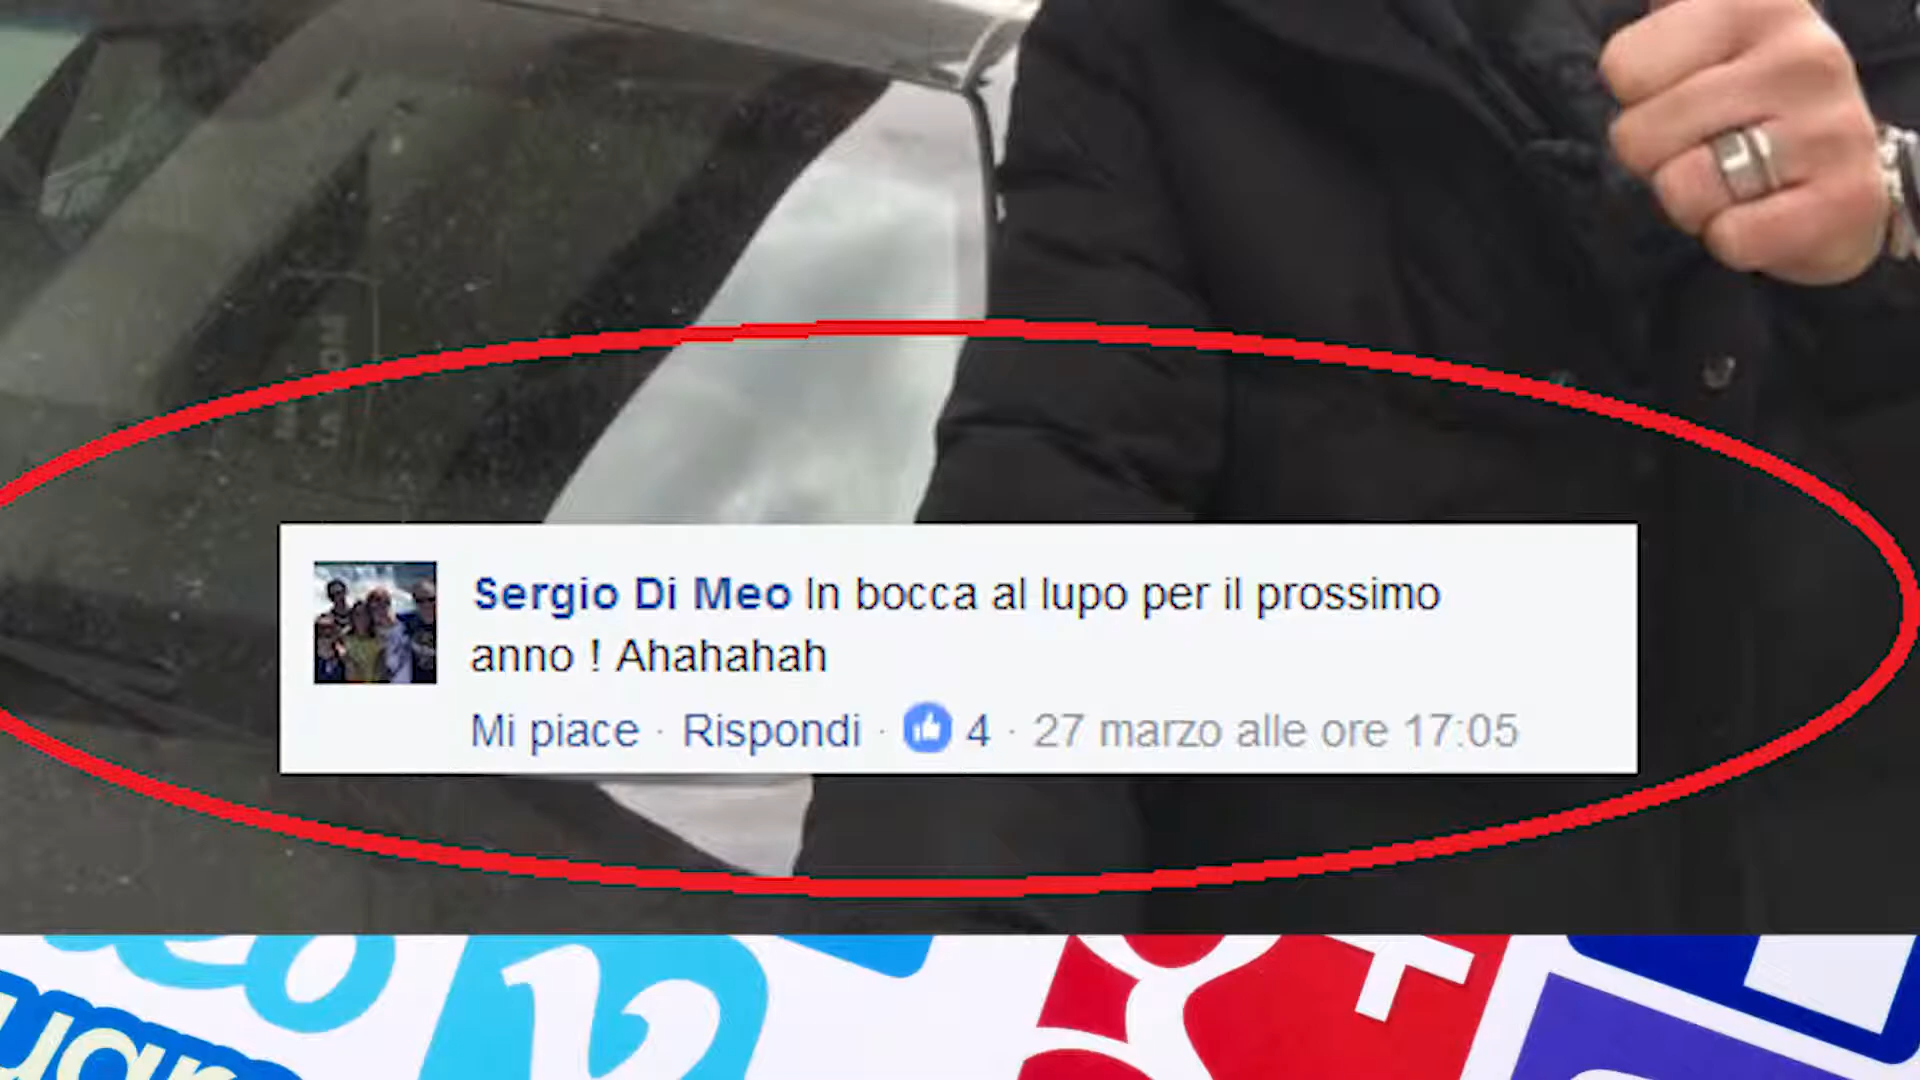 Sergio Di Meo In bocca al lupo per il prossimo
anno ! Ahahahah
Mi piace · Rispondi · 4 · 27 marzo alle ore 17:05